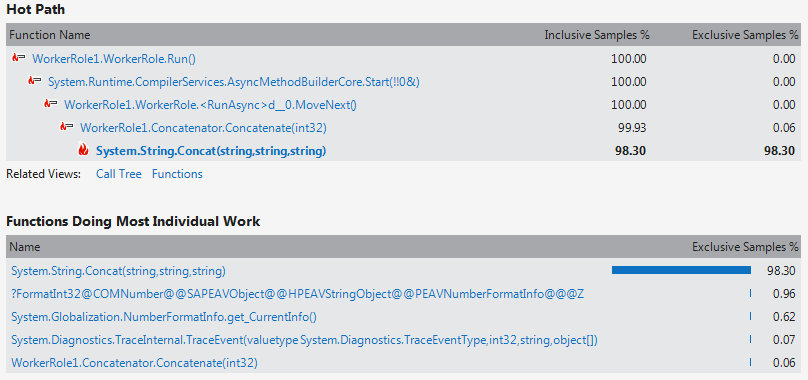 Hot Path
Function Name Inclusive Samples % Exclusive Samples %
WorkerRole1.WorkerRole.Run() 100.00 0.00
System.Runtime.CompilerServices.AsyncMethodBuilderCore.Start(!!0&) 100.00 0.00
WorkerRole1.WorkerRole.<RunAsync>d__0.MoveNext() 100.00 0.00
WorkerRole1.Concatenator.Concatenate(int32) 99.93 0.06
System.String.Concat(string,string,string) 98.30 98.30
Related Views: Call Tree Functions
Functions Doing Most Individual Work
Name Exclusive Samples %
System.String.Concat(string,string,string) 98.30
?FormatInt32@COMNumber@@SAPEAVObject@@HPEAVStringObject@@PEAVNumberFormatInfo@@@Z 0.96
System.Globalization.NumberFormatInfo.get_CurrentInfo() 0.62
System.Diagnostics.TraceInternal.TraceEvent(valuetype System.Diagnostics.TraceEventType,int32,string,object[]) 0.07
WorkerRole1.Concatenator.Concatenate(int32) 0.06